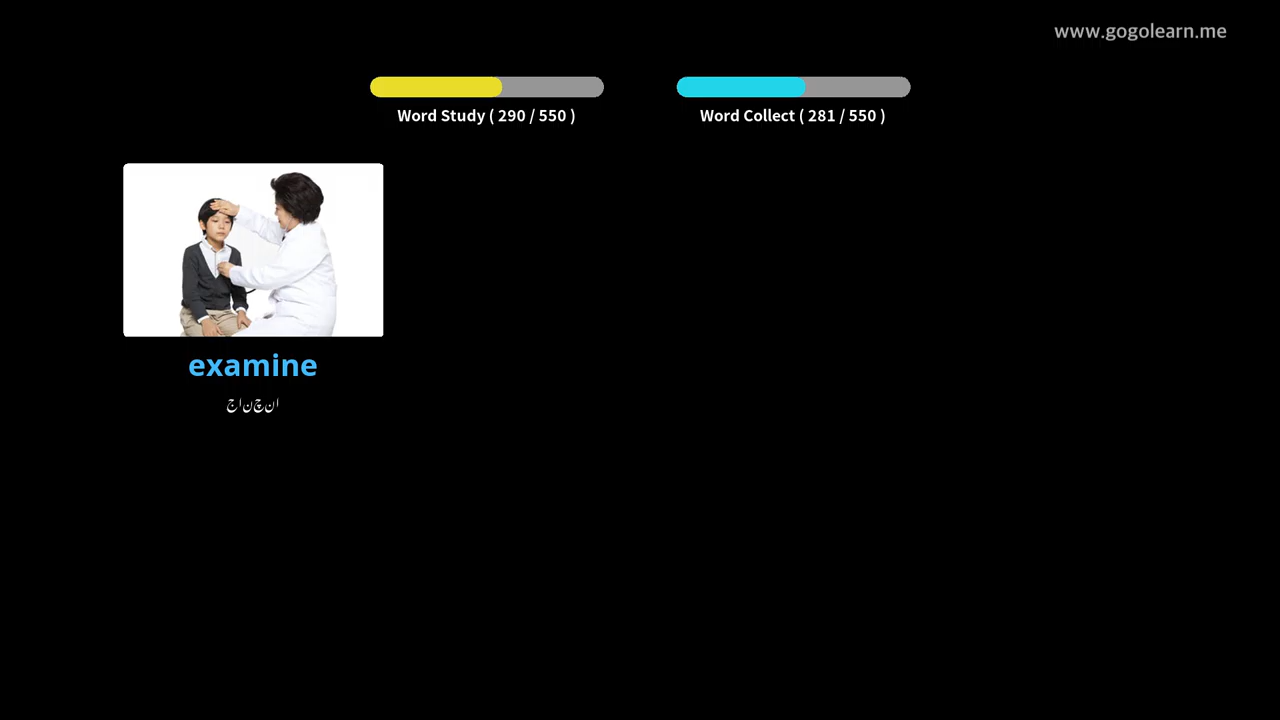 www.gogolearn.me
Word Study ( 290 / 550 )
Word Collect ( 281 / 550 )
examine
جانچنا